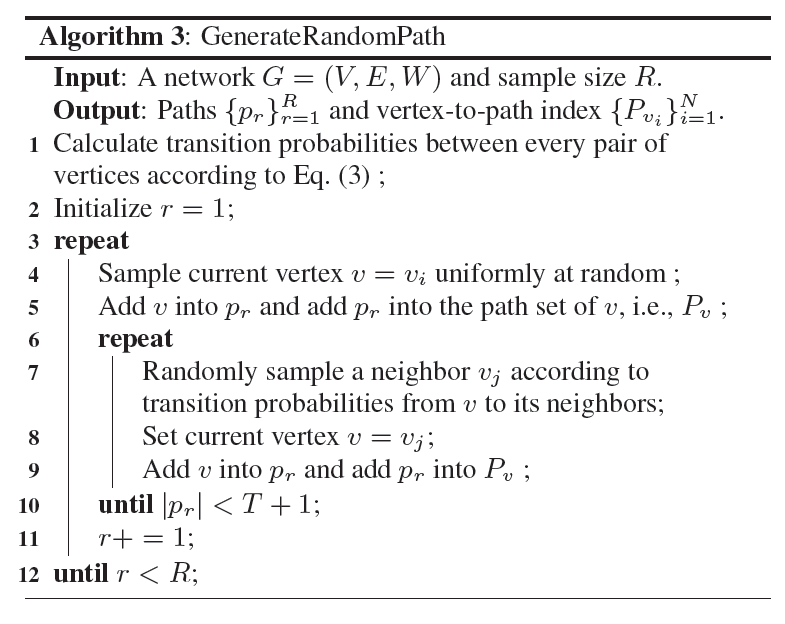 Algorithm 3: GenerateRandomPath
Input: A network G = (V, E, W) and sample size R.
Output: Paths {p_r}_{r=1}^R and vertex-to-path index {P_{v_i}}_{i=1}^N.
1 Calculate transition probabilities between every pair of
vertices according to Eq. (3) ;
2 Initialize r = 1;
3 repeat
4 Sample current vertex v = v_i uniformly at random ;
5 Add v into p_r and add p_r into the path set of v, i.e., P_v ;
6 repeat
7 Randomly sample a neighbor v_j according to
transition probabilities from v to its neighbors;
8 Set current vertex v = v_j;
9 Add v into p_r and add p_r into P_v ;
10 until |p_r| < T + 1;
11 r+ = 1;
12 until r < R;